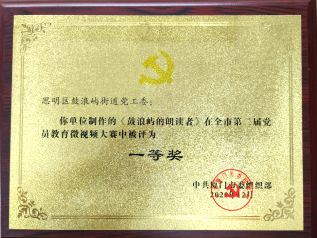 思明区鼓浪屿街道党工委:
你单位制作的《鼓浪屿的朗读者》在全市第二届党
员教育微视频大赛中被评为
一等奖
中共厦门市委组织部
2020年12月